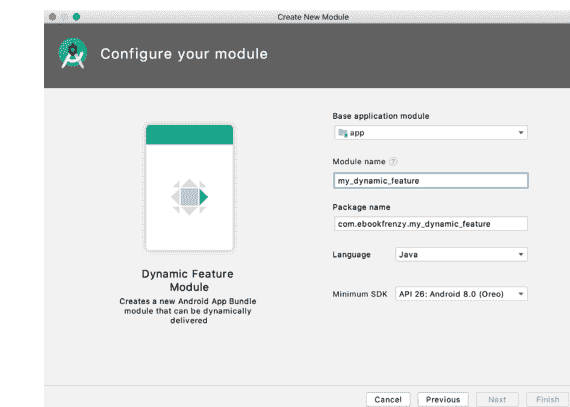 Create New Module
Configure your module
Base application module
app
Module name ?
my_dynamic_feature
Package name
com.ebookfrenzy.my_dynamic_feature
Language Java
Minimum SDK API 26: Android 8.0 (Oreo)
Dynamic Feature
Module
Creates a new Android App Bundle
module that can be dynamically
delivered
Cancel Previous Next Finish